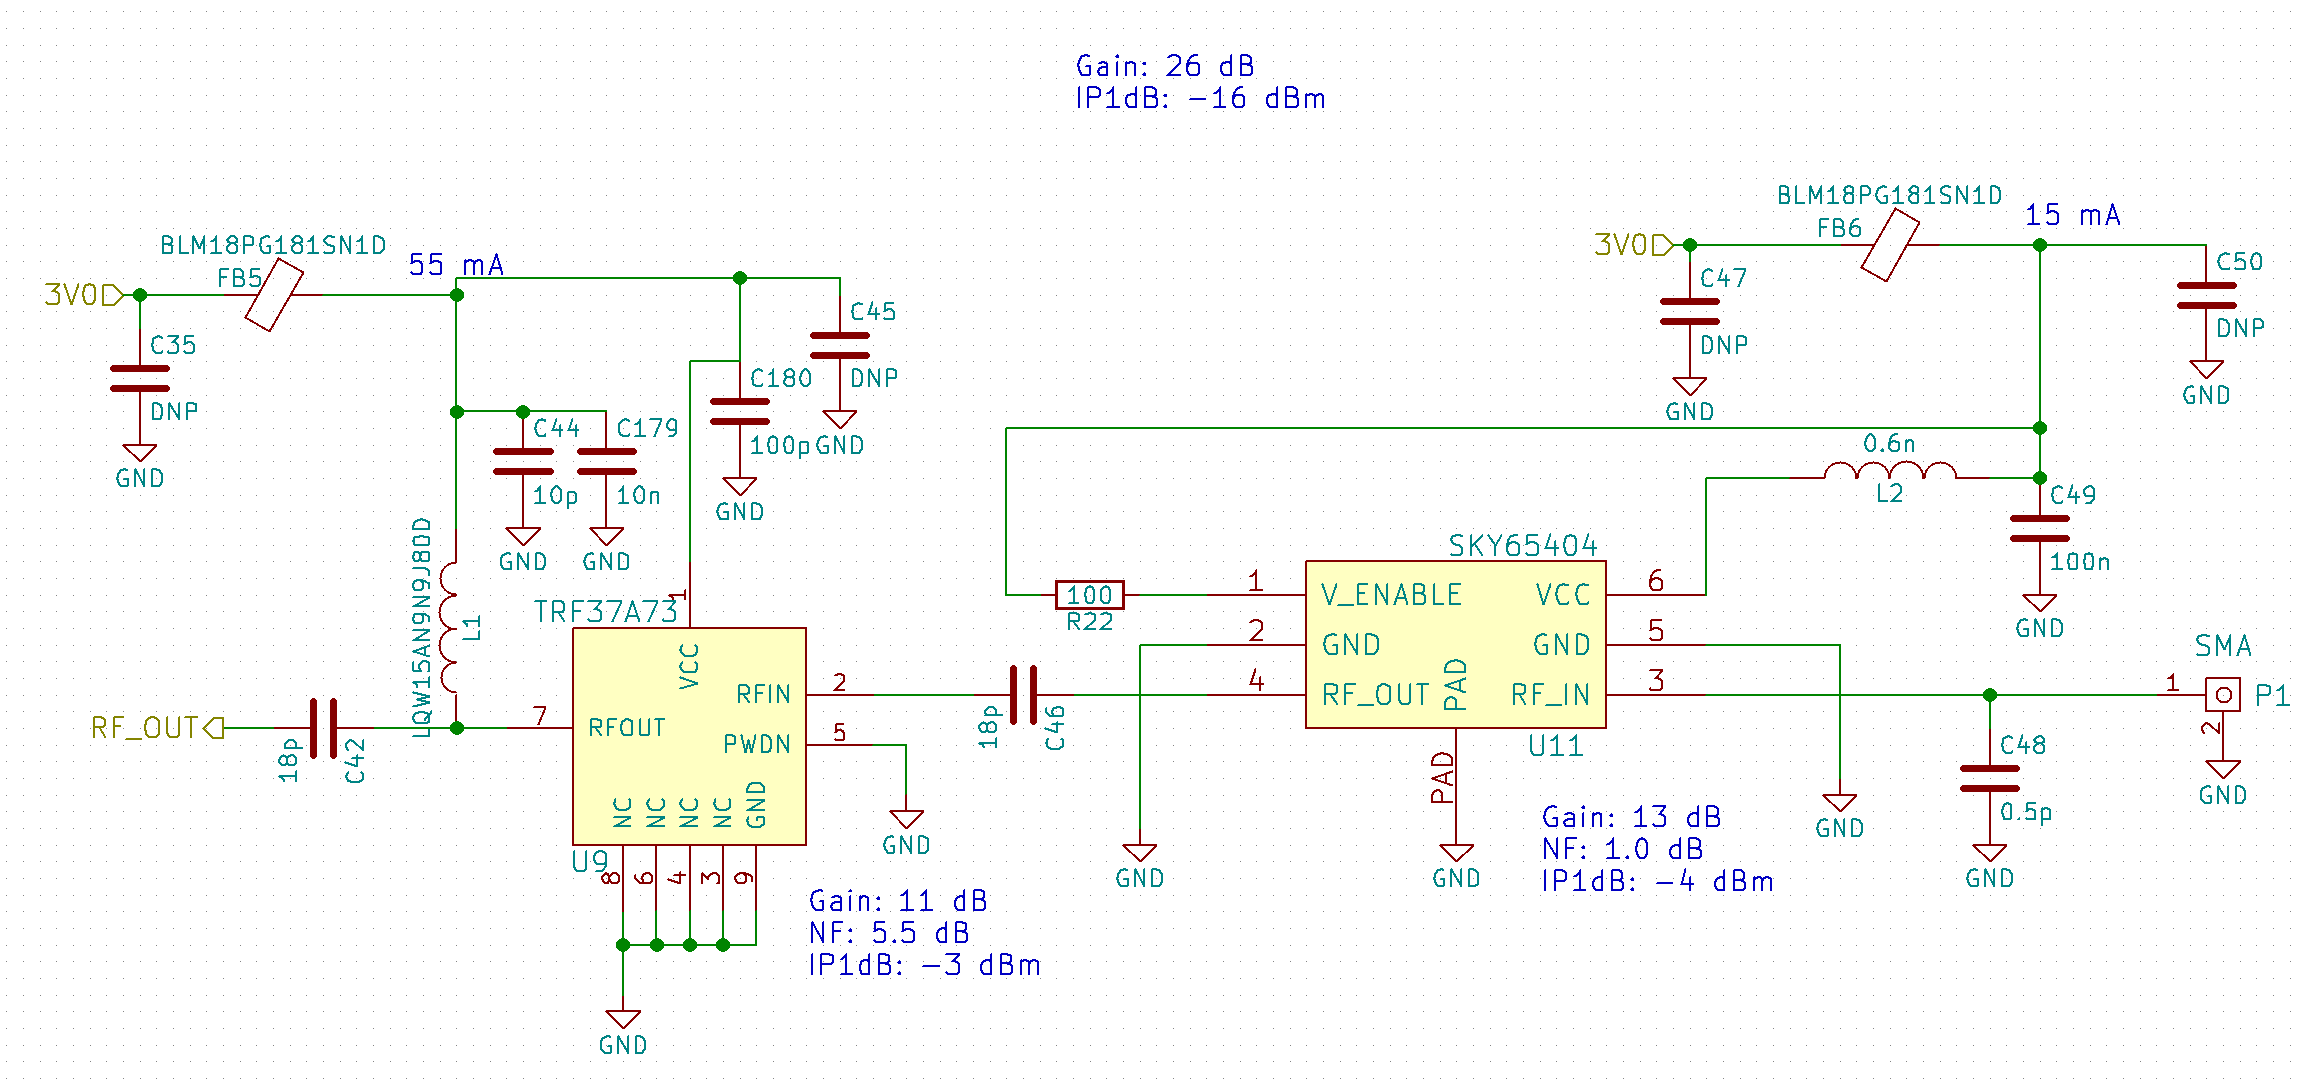 Gain: 26 dB
IP1dB: -16 dBm
BLM18PG181SN1D
FB5
55 mA
3V0
C35
DNP
GND
C44
10p
GND
C179
10n
GND
C180
100p
GND
C45
DNP
GND
LQW15AN9N9J80D
L1
TRF37A73
1
VCC
RFIN
2
PWDN
5
GND
RF_OUT
18p
C42
7
RFOUT
NC
NC
NC
NC
GND
U9
8
6
4
3
9
GND
Gain: 11 dB
NF: 5.5 dB
IP1dB: -3 dBm
18p
C46
BLM18PG181SN1D
FB6
15 mA
3V0
C47
DNP
GND
C50
DNP
GND
0.6n
L2
C49
100n
GND
100
R22
SKY65404
1
V_ENABLE
VCC
6
2
GND
GND
5
4
RF_OUT
PAD
RF_IN
3
U11
PAD
GND
GND
GND
Gain: 13 dB
NF: 1.0 dB
IP1dB: -4 dBm
C48
0.5p
GND
SMA
1
P1
2
GND